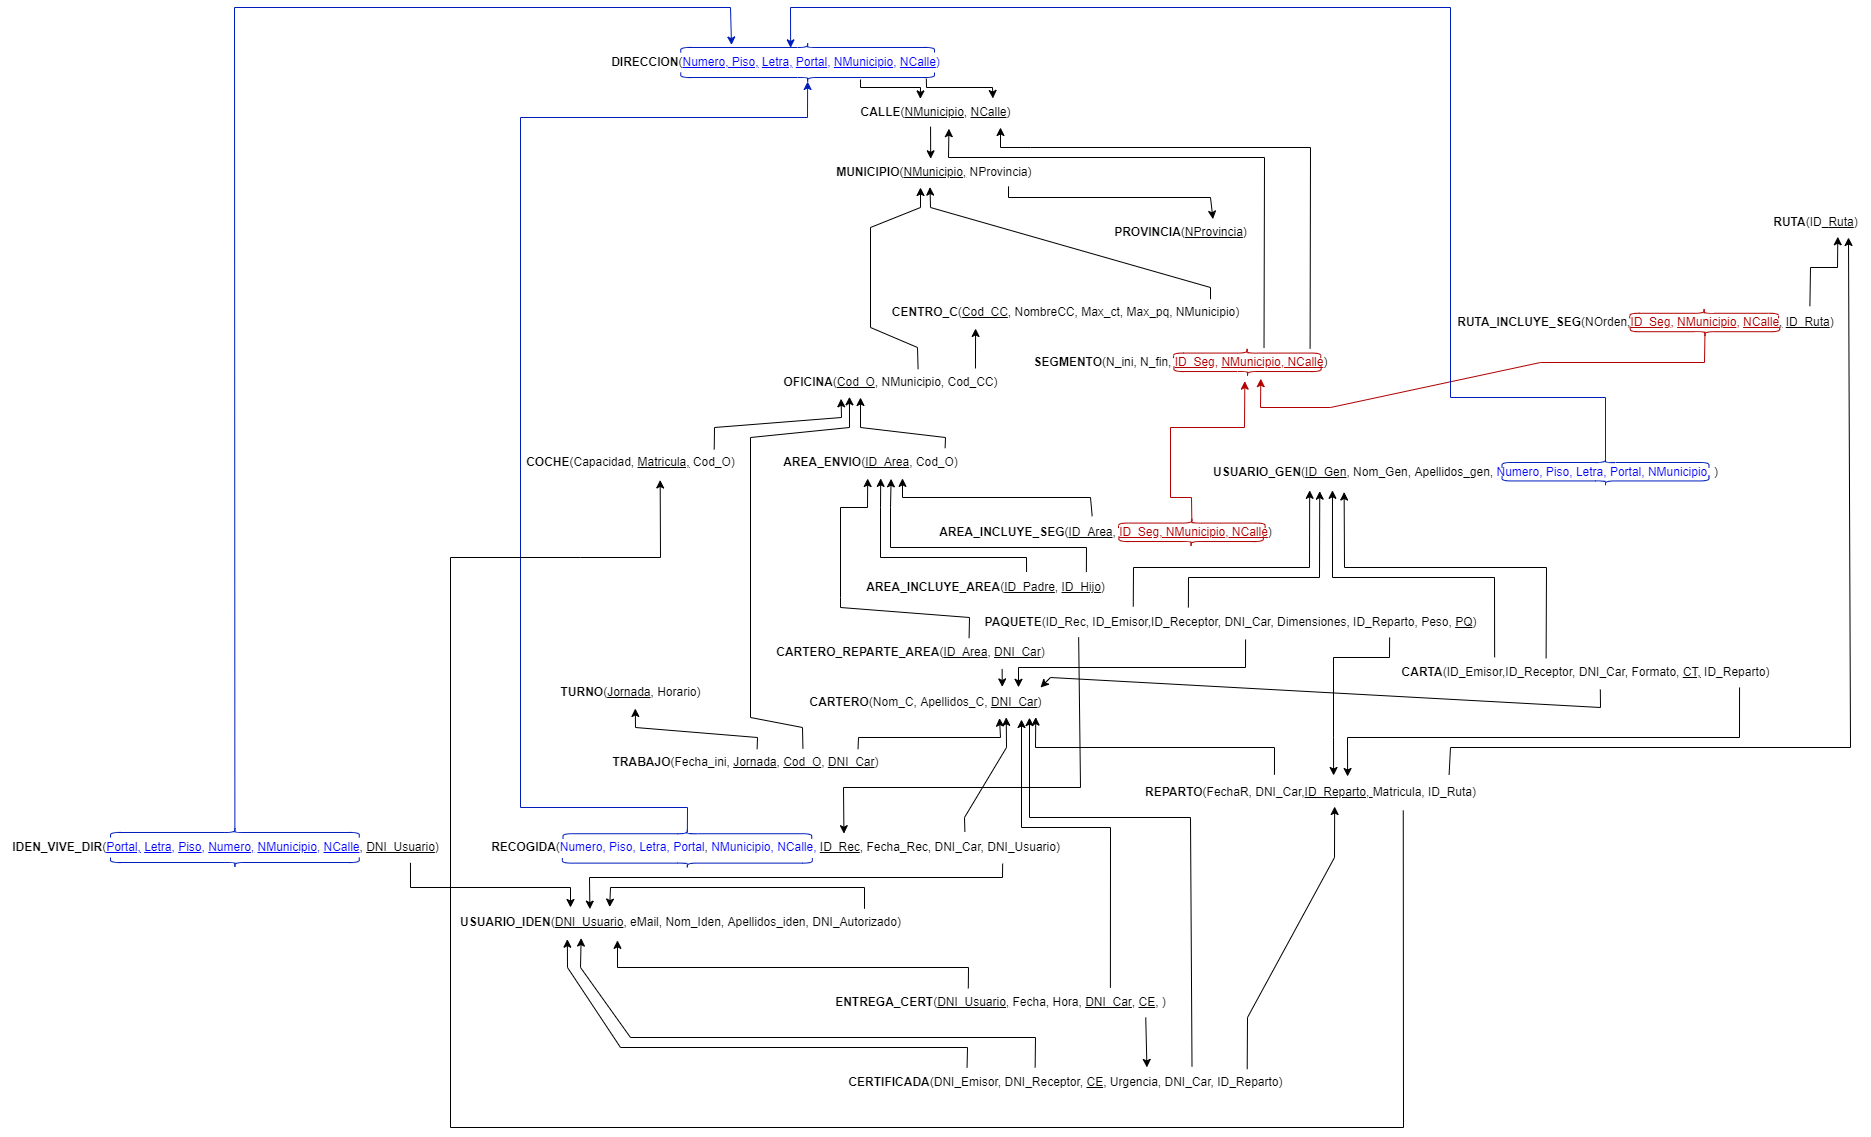 DIRECCION(Numero, Piso, Letra, Portal, NMunicipio, NCalle)
CALLE(NMunicipio, NCalle)
MUNICIPIO(NMunicipio, NProvincia)
RUTA(ID_Ruta)
PROVINCIA(NProvincia)
CENTRO_C(Cod_CC, NombreCC, Max_ct, Max_pq, NMunicipio)
RUTA_INCLUYE_SEG(NOrden,ID_Seg, NMunicipio, NCalle, ID_Ruta)
SEGMENTO(N_ini, N_fin, ID_Seg, NMunicipio, NCalle)
OFICINA(Cod_O, NMunicipio, Cod_CC)
COCHE(Capacidad, Matricula, Cod_O)
AREA_ENVIO(ID_Area, Cod_O)
USUARIO_GEN(ID_Gen, Nom_Gen, Apellidos_gen, Numero, Piso, Letra, Portal, NMunicipio, )
AREA_INCLUYE_SEG(ID_Area, ID_Seg, NMunicipio, NCalle)
AREA_INCLUYE_AREA(ID_Padre, ID_Hijo)
PAQUETE(ID_Rec, ID_Emisor,ID_Receptor, DNI_Car, Dimensiones, ID_Reparto, Peso, PQ)
CARTERO_REPARTE_AREA(ID_Area, DNI_Car)
CARTA(ID_Emisor,ID_Receptor, DNI_Car, Formato, CT, ID_Reparto)
TURNO(Jornada, Horario)
CARTERO(Nom_C, Apellidos_C, DNI_Car)
TRABAJO(Fecha_ini, Jornada, Cod_O, DNI_Car)
REPARTO(FechaR, DNI_Car,ID_Reparto, Matricula, ID_Ruta)
IDEN_VIVE_DIR(Portal, Letra, Piso, Numero, NMunicipio, NCalle, DNI_Usuario)
RECOGIDA(Numero, Piso, Letra, Portal, NMunicipio, NCalle, ID_Rec, Fecha_Rec, DNI_Car, DNI_Usuario)
USUARIO_IDEN(DNI_Usuario, eMail, Nom_Iden, Apellidos_iden, DNI_Autorizado)
ENTREGA_CERT(DNI_Usuario, Fecha, Hora, DNI_Car, CE, )
CERTIFICADA(DNI_Emisor, DNI_Receptor, CE, Urgencia, DNI_Car, ID_Reparto)